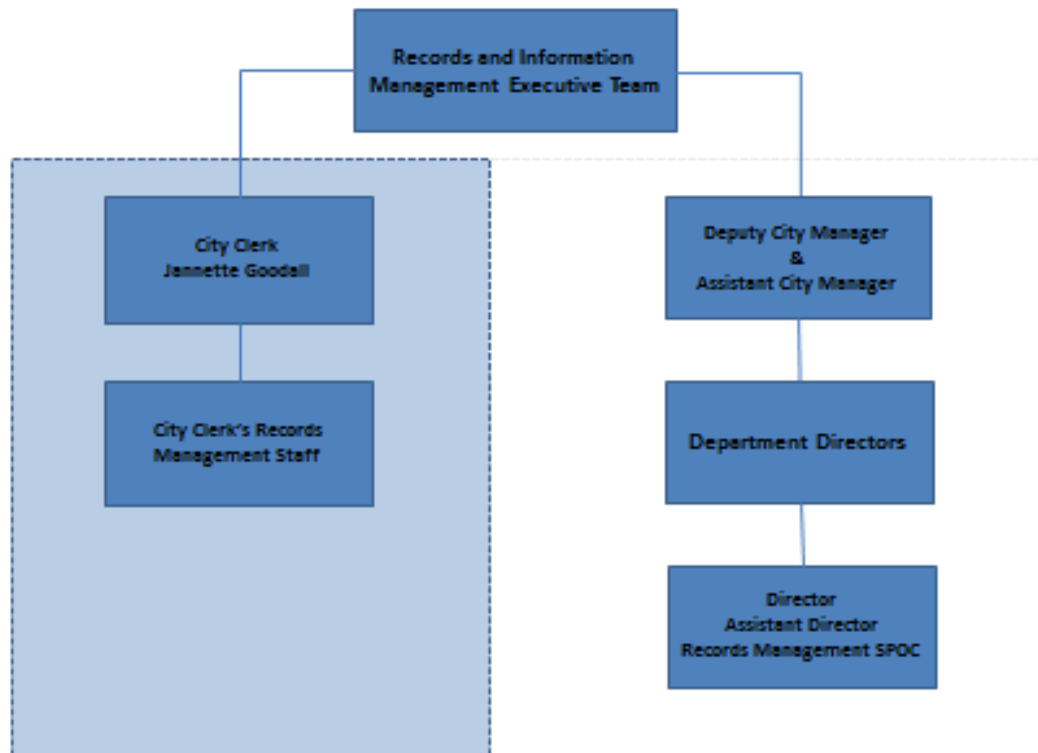 Records and Information
Management Executive Team
City Clerk
Jannette Goodall
Deputy City Manager
&
Assistant City Manager
City Clerk's Records
Management Staff
Department Directors
Director
Assistant Director
Records Management SPOC